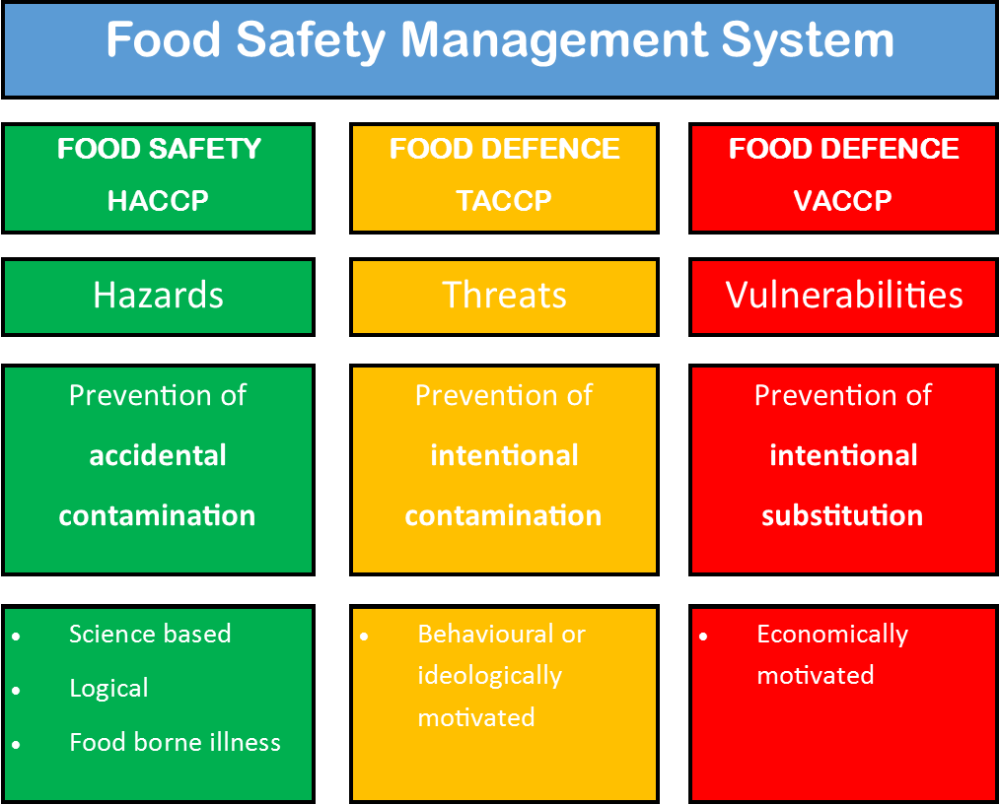 Food Safety Management System
FOOD SAFETY
HACCP
FOOD DEFENCE
TACCP
FOOD DEFENCE
VACCP
Hazards
Threats
Vulnerabilities
Prevention of
accidental
contamination
Prevention of
intentional
contamination
Prevention of
intentional
substitution
• Science based
• Logical
• Food borne illness
• Behavioural or
ideologically
motivated
• Economically
motivated